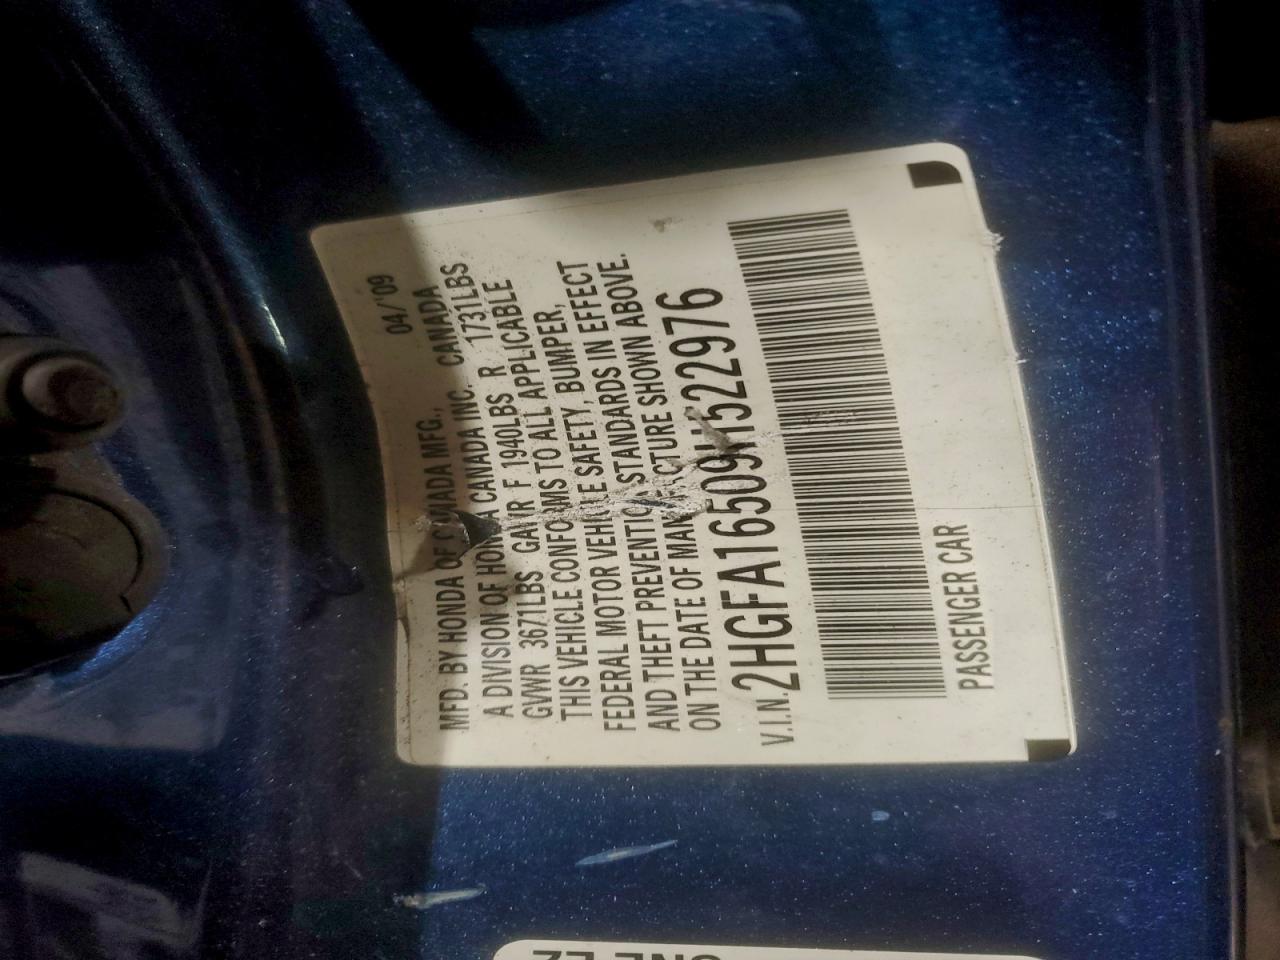 04/'09
MFD. BY HONDA OF CANADA MFG.,
A DIVISION OF HONDA CANADA INC. CANADA
GVWR 3671LBS GAWR F 1940LBS R 1731LBS
THIS VEHICLE CONFORMS TO ALL APPLICABLE
FEDERAL MOTOR VEHICLE SAFETY, BUMPER,
AND THEFT PREVENTION STANDARDS IN EFFECT
ON THE DATE OF MANUFACTURE SHOWN ABOVE.
V.I.N. 2HGFA16509H522976
PASSENGER CAR